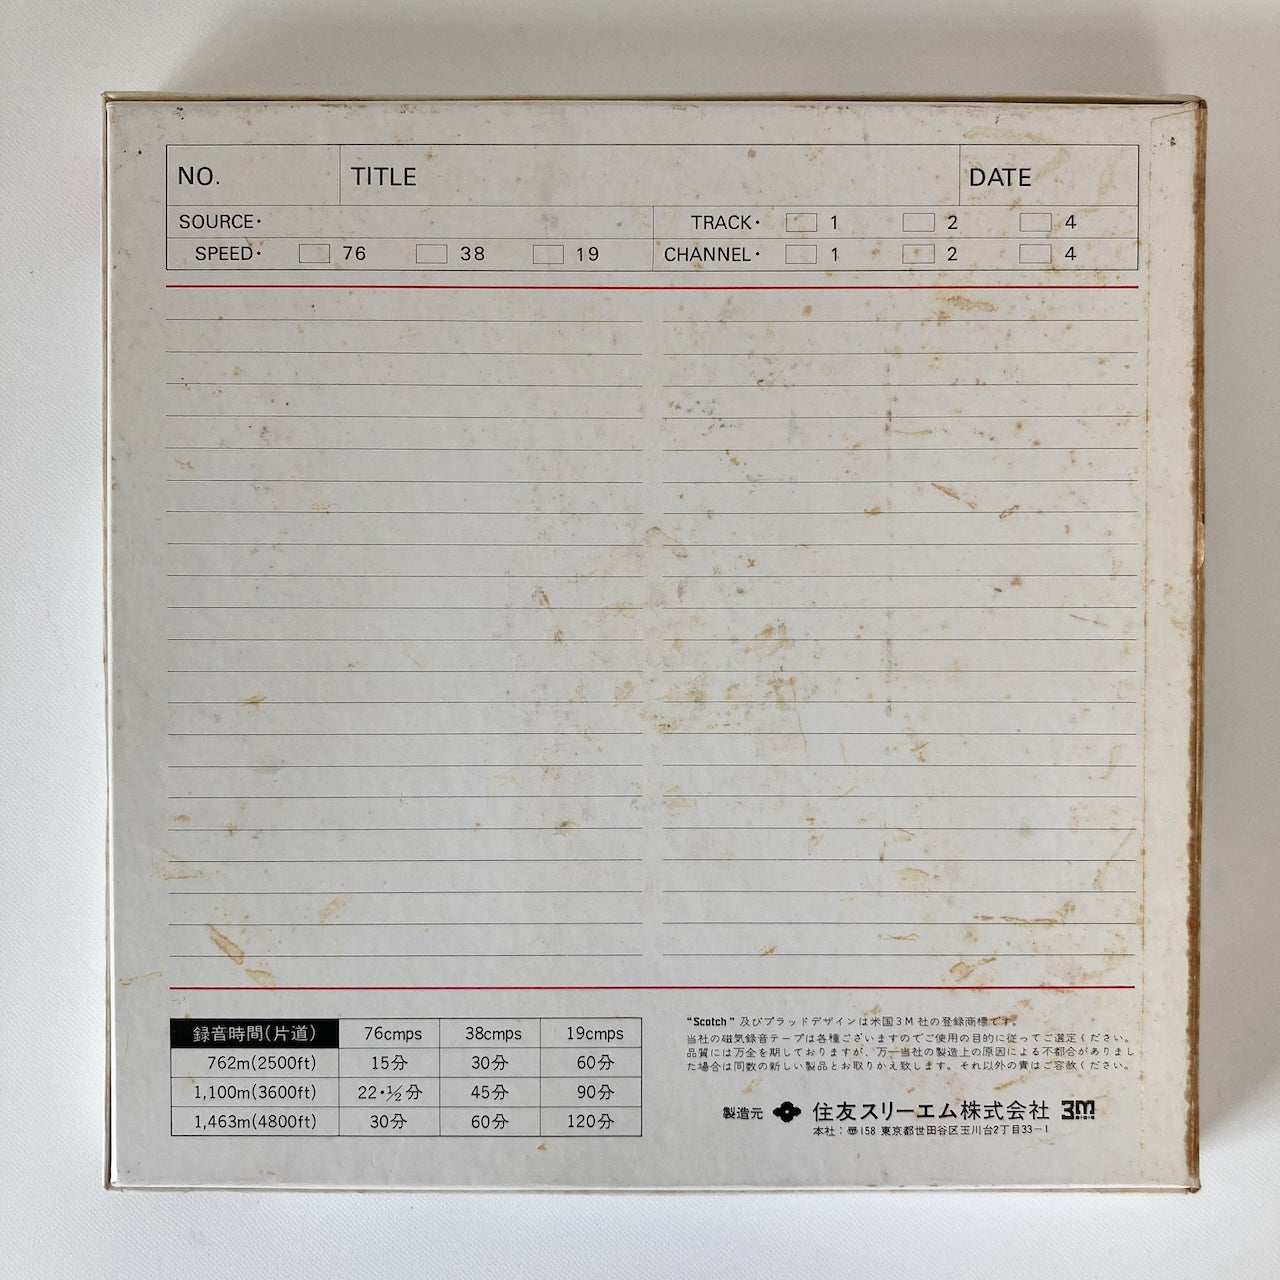 NO. TITLE DATE
SOURCE· TRACK· 1 2 4
SPEED· 76 38 19 CHANNEL· 1 2 4
録音時間(片道) 76cmps 38cmps 19cmps
762m(2500ft) 15分 30分 60分
1,100m(3600ft) 22·½分 45分 90分
1,463m(4800ft) 30分 60分 120分
"Scotch" 及びプラッドデザインは米国3M社の登録商標です。
当社の磁気録音テープは各種ございますのでご使用の目的に従ってご選定ください。
品質には万全を期しておりますが、万一当社の製造上の原因による不都合がありまし
た場合は同数の新しい製品とお取りかえ致します。それ以外の責はご容赦ください。
製造元 住友スリーエム株式会社 3M
本社：〠158 東京都世田谷区玉川台2丁目33−1